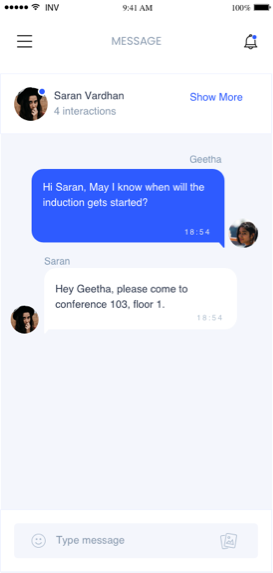 INV
9:41 AM
100%
MESSAGE
Saran Vardhan
Show More
4 interactions
Geetha
Hi Saran, May I know when will the
induction gets started?
18:54
Saran
Hey Geetha, please come to
conference 103, floor 1.
18:54
Type message